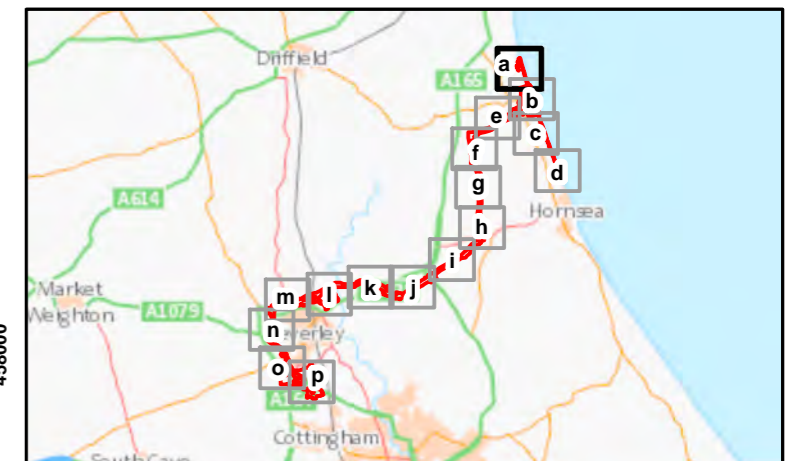 Driffield
a
A165
b
e
c
f
d
g
A614
Hornsea
h
i
Market
Weighton
m
l
k
j
A1079
n
o
p
Cottingham